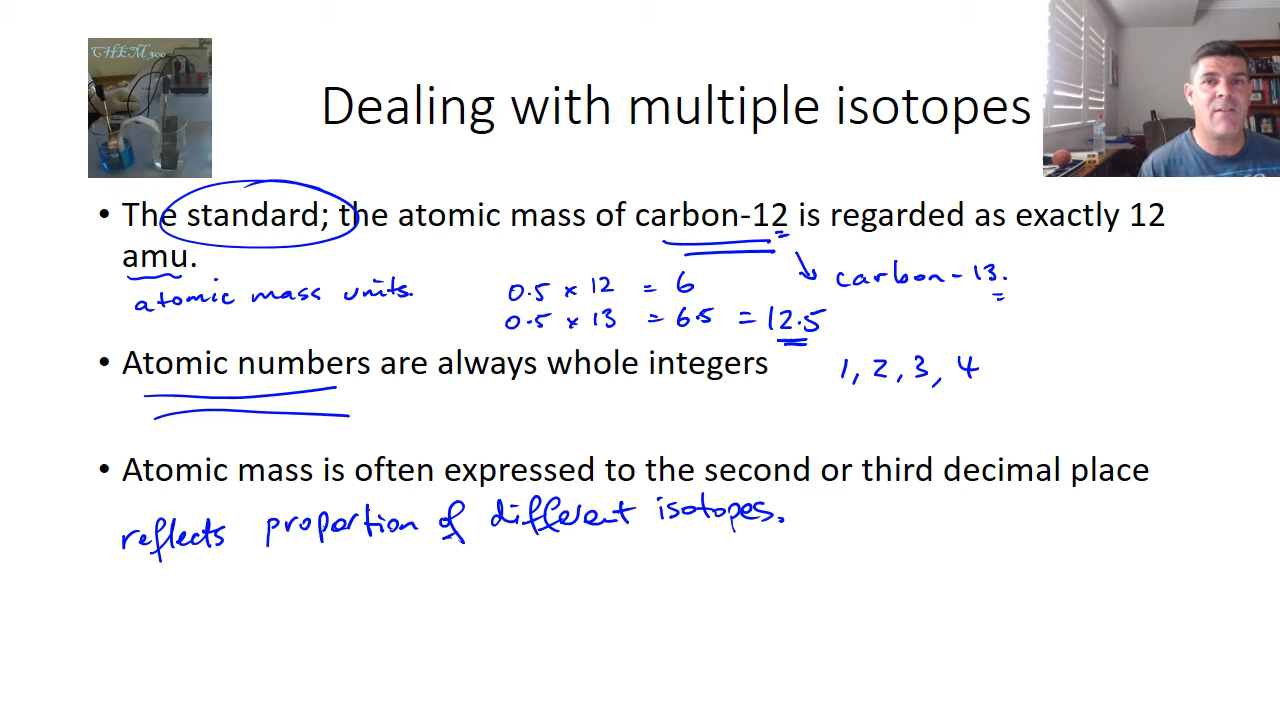 CHEM300
Dealing with multiple isotopes
• The standard; the atomic mass of carbon-12 is regarded as exactly 12
amu.
atomic mass units.
0.5 × 12 = 6
carbon-13.
0.5 × 13 = 6.5 = 12.5
• Atomic numbers are always whole integers
1, 2, 3, 4
• Atomic mass is often expressed to the second or third decimal place
reflects proportion of different isotopes.